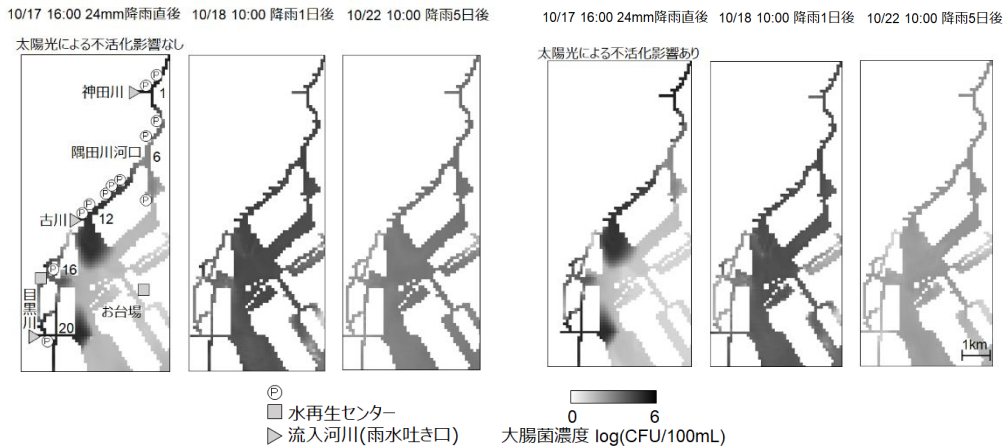 10/17 16:00 24mm降雨直後
10/18 10:00 降雨1日後
10/22 10:00 降雨5日後
太陽光による不活化影響なし
神田川
1
隅田川河口
6
古川
12
16
目黒川
お台場
20
10/17 16:00 24mm降雨直後
10/18 10:00 降雨1日後
10/22 10:00 降雨5日後
太陽光による不活化影響あり
1km
Ⓟ
水再生センター
流入河川(雨水吐き口)
0
6
大腸菌濃度 log(CFU/100mL)